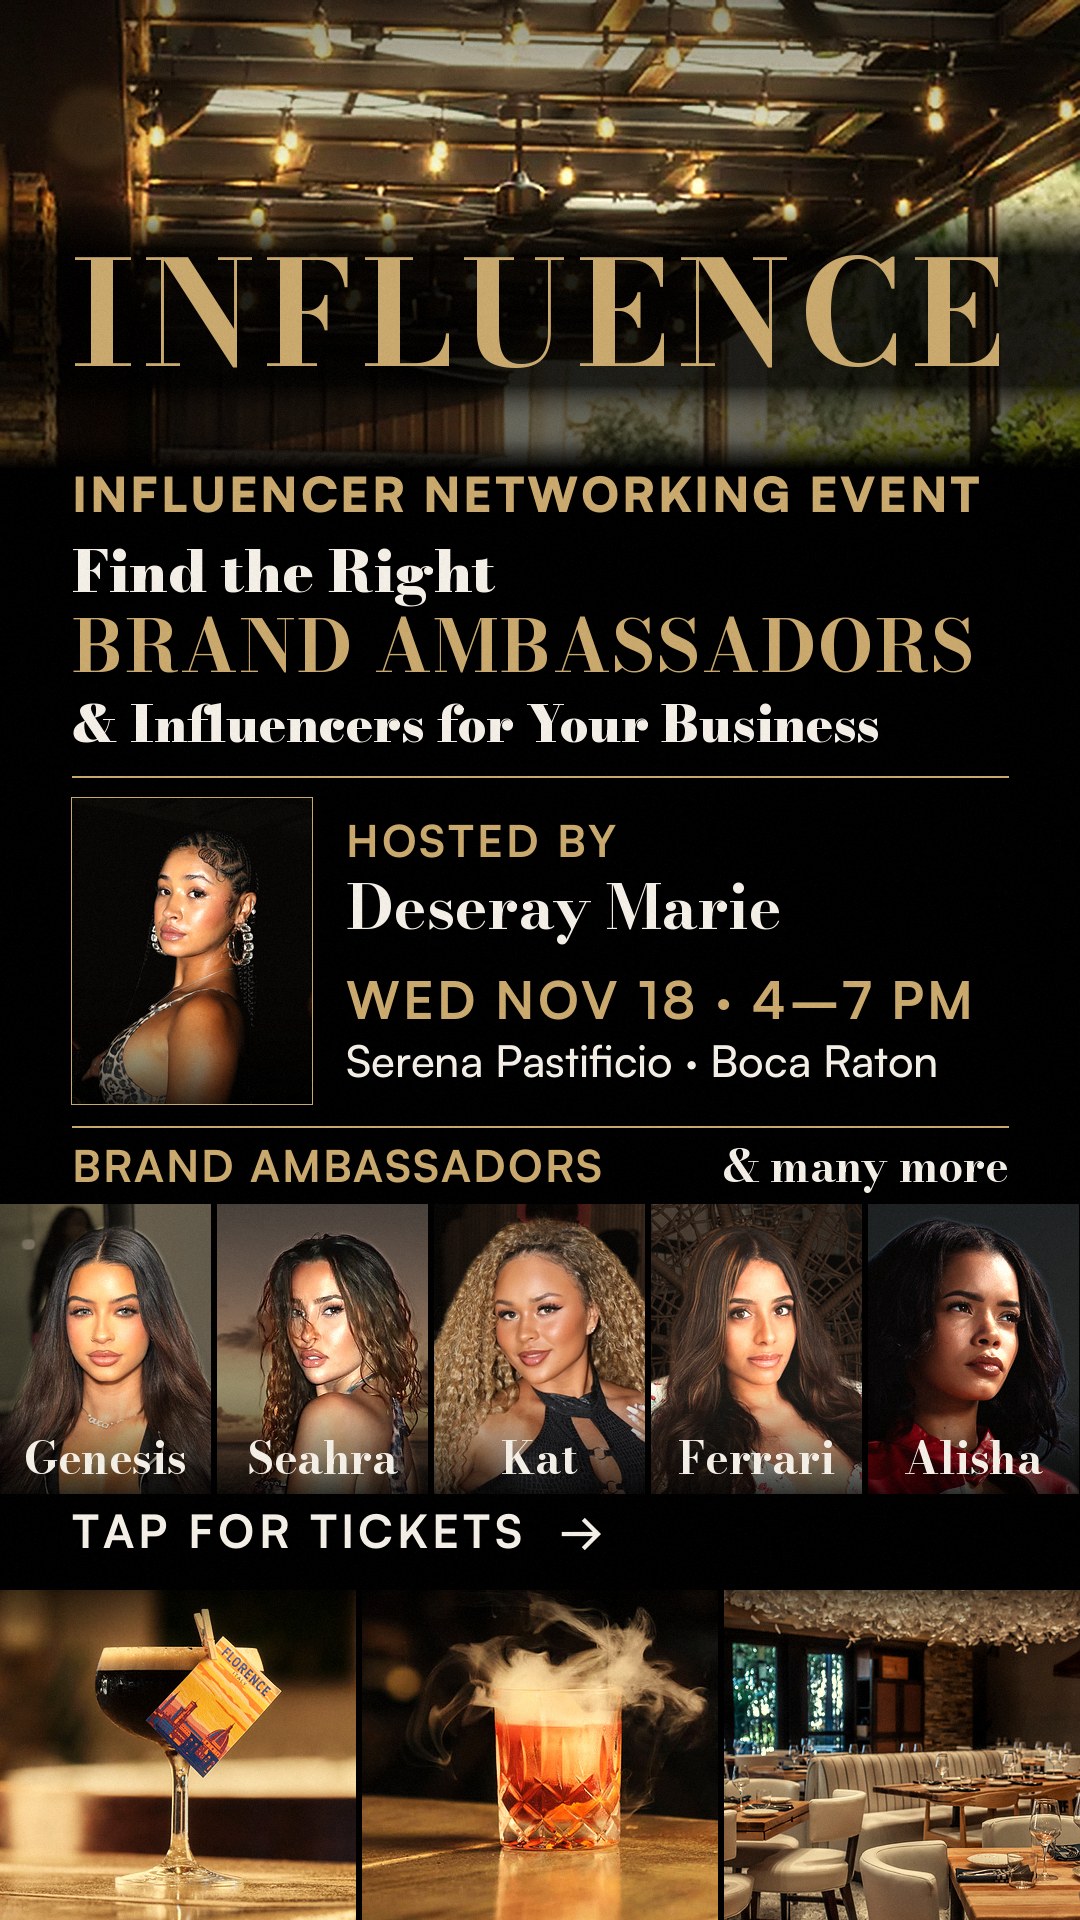 INFLUENCE
INFLUENCER NETWORKING EVENT
Find the Right
BRAND AMBASSADORS
& Influencers for Your Business
HOSTED BY
Deseray Marie
WED NOV 18 · 4—7 PM
Serena Pastificio · Boca Raton
BRAND AMBASSADORS & many more
Genesis Seahra Kat Ferrari Alisha
TAP FOR TICKETS →
FLORENCE